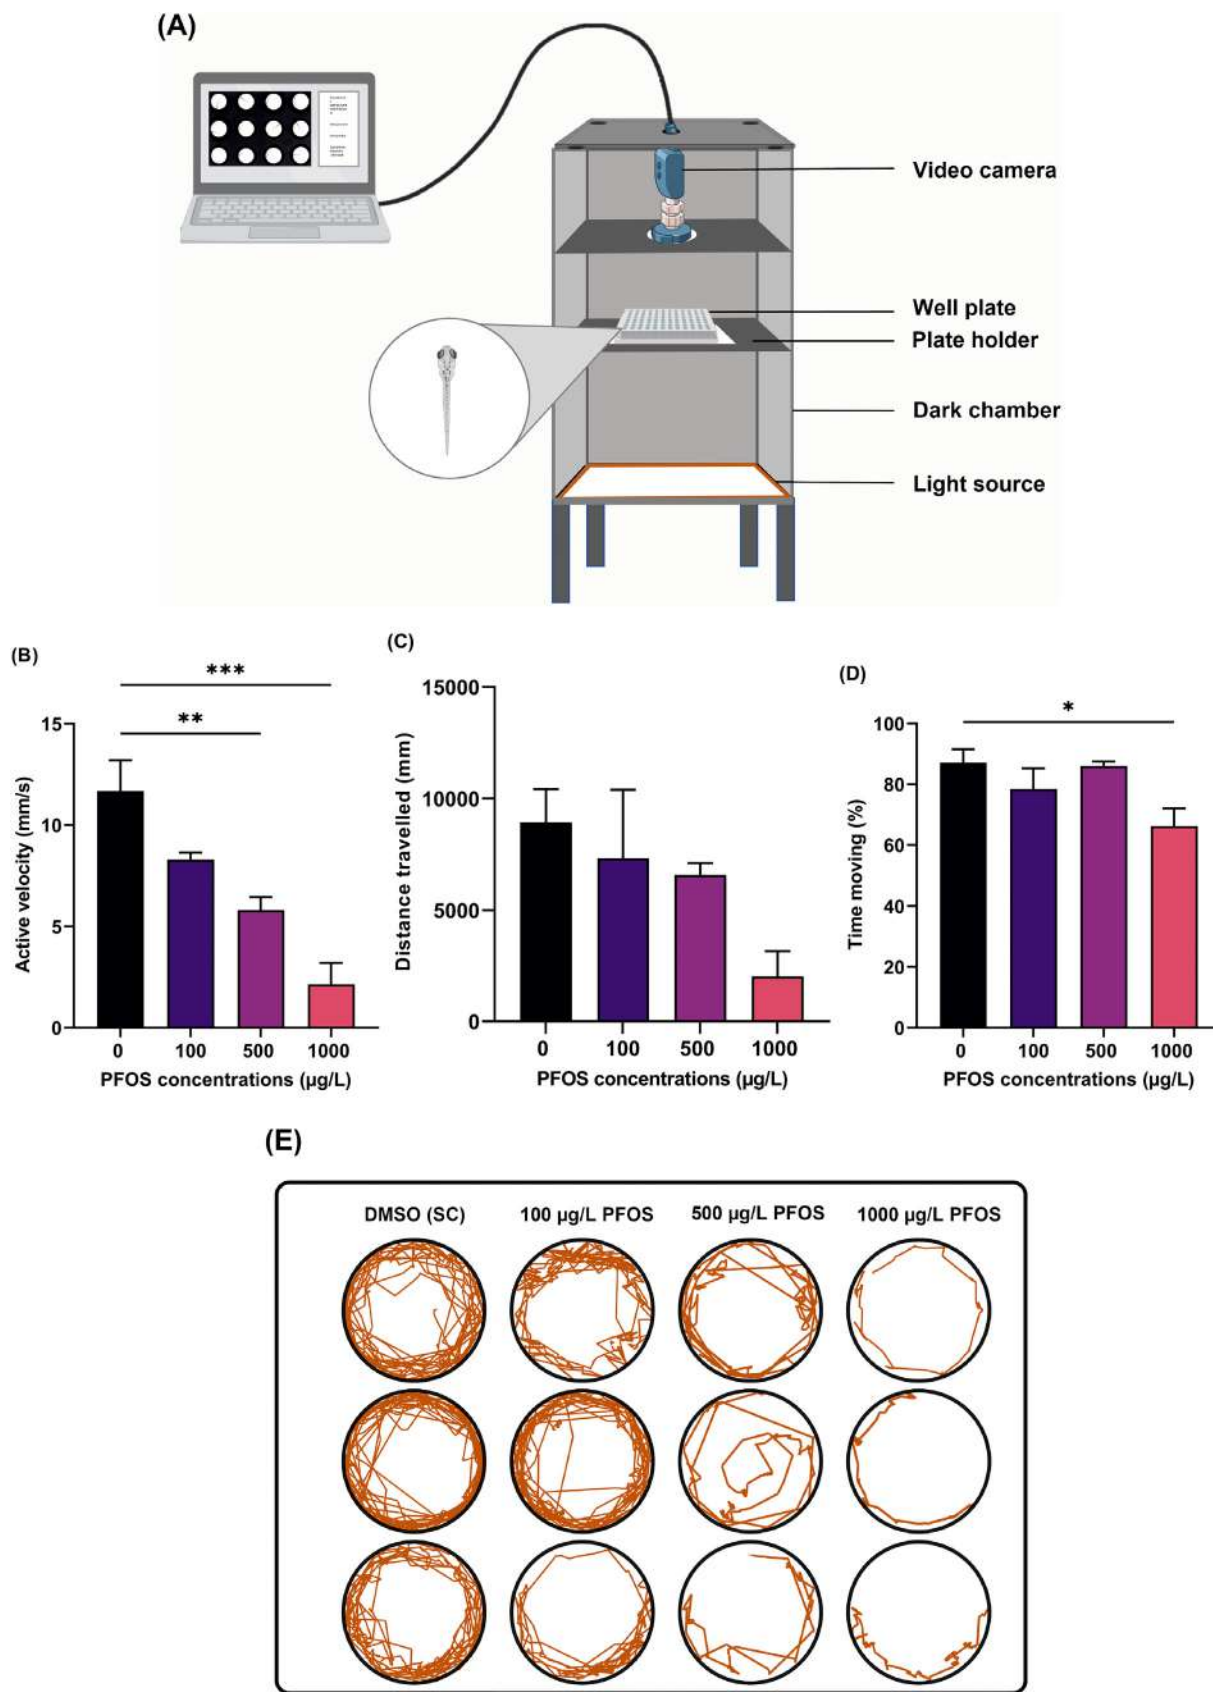 (A)
Video camera
Well plate
Plate holder
Dark chamber
Light source
(B)
***
**
15
10
5
0
Active velocity (mm/s)
0 100 500 1000
PFOS concentrations (µg/L)
(C)
15000
10000
5000
0
Distance travelled (mm)
0 100 500 1000
PFOS concentrations (µg/L)
(D)
*
100
80
60
40
20
0
Time moving (%)
0 100 500 1000
PFOS concentrations (µg/L)
(E)
DMSO (SC) 100 µg/L PFOS 500 µg/L PFOS 1000 µg/L PFOS